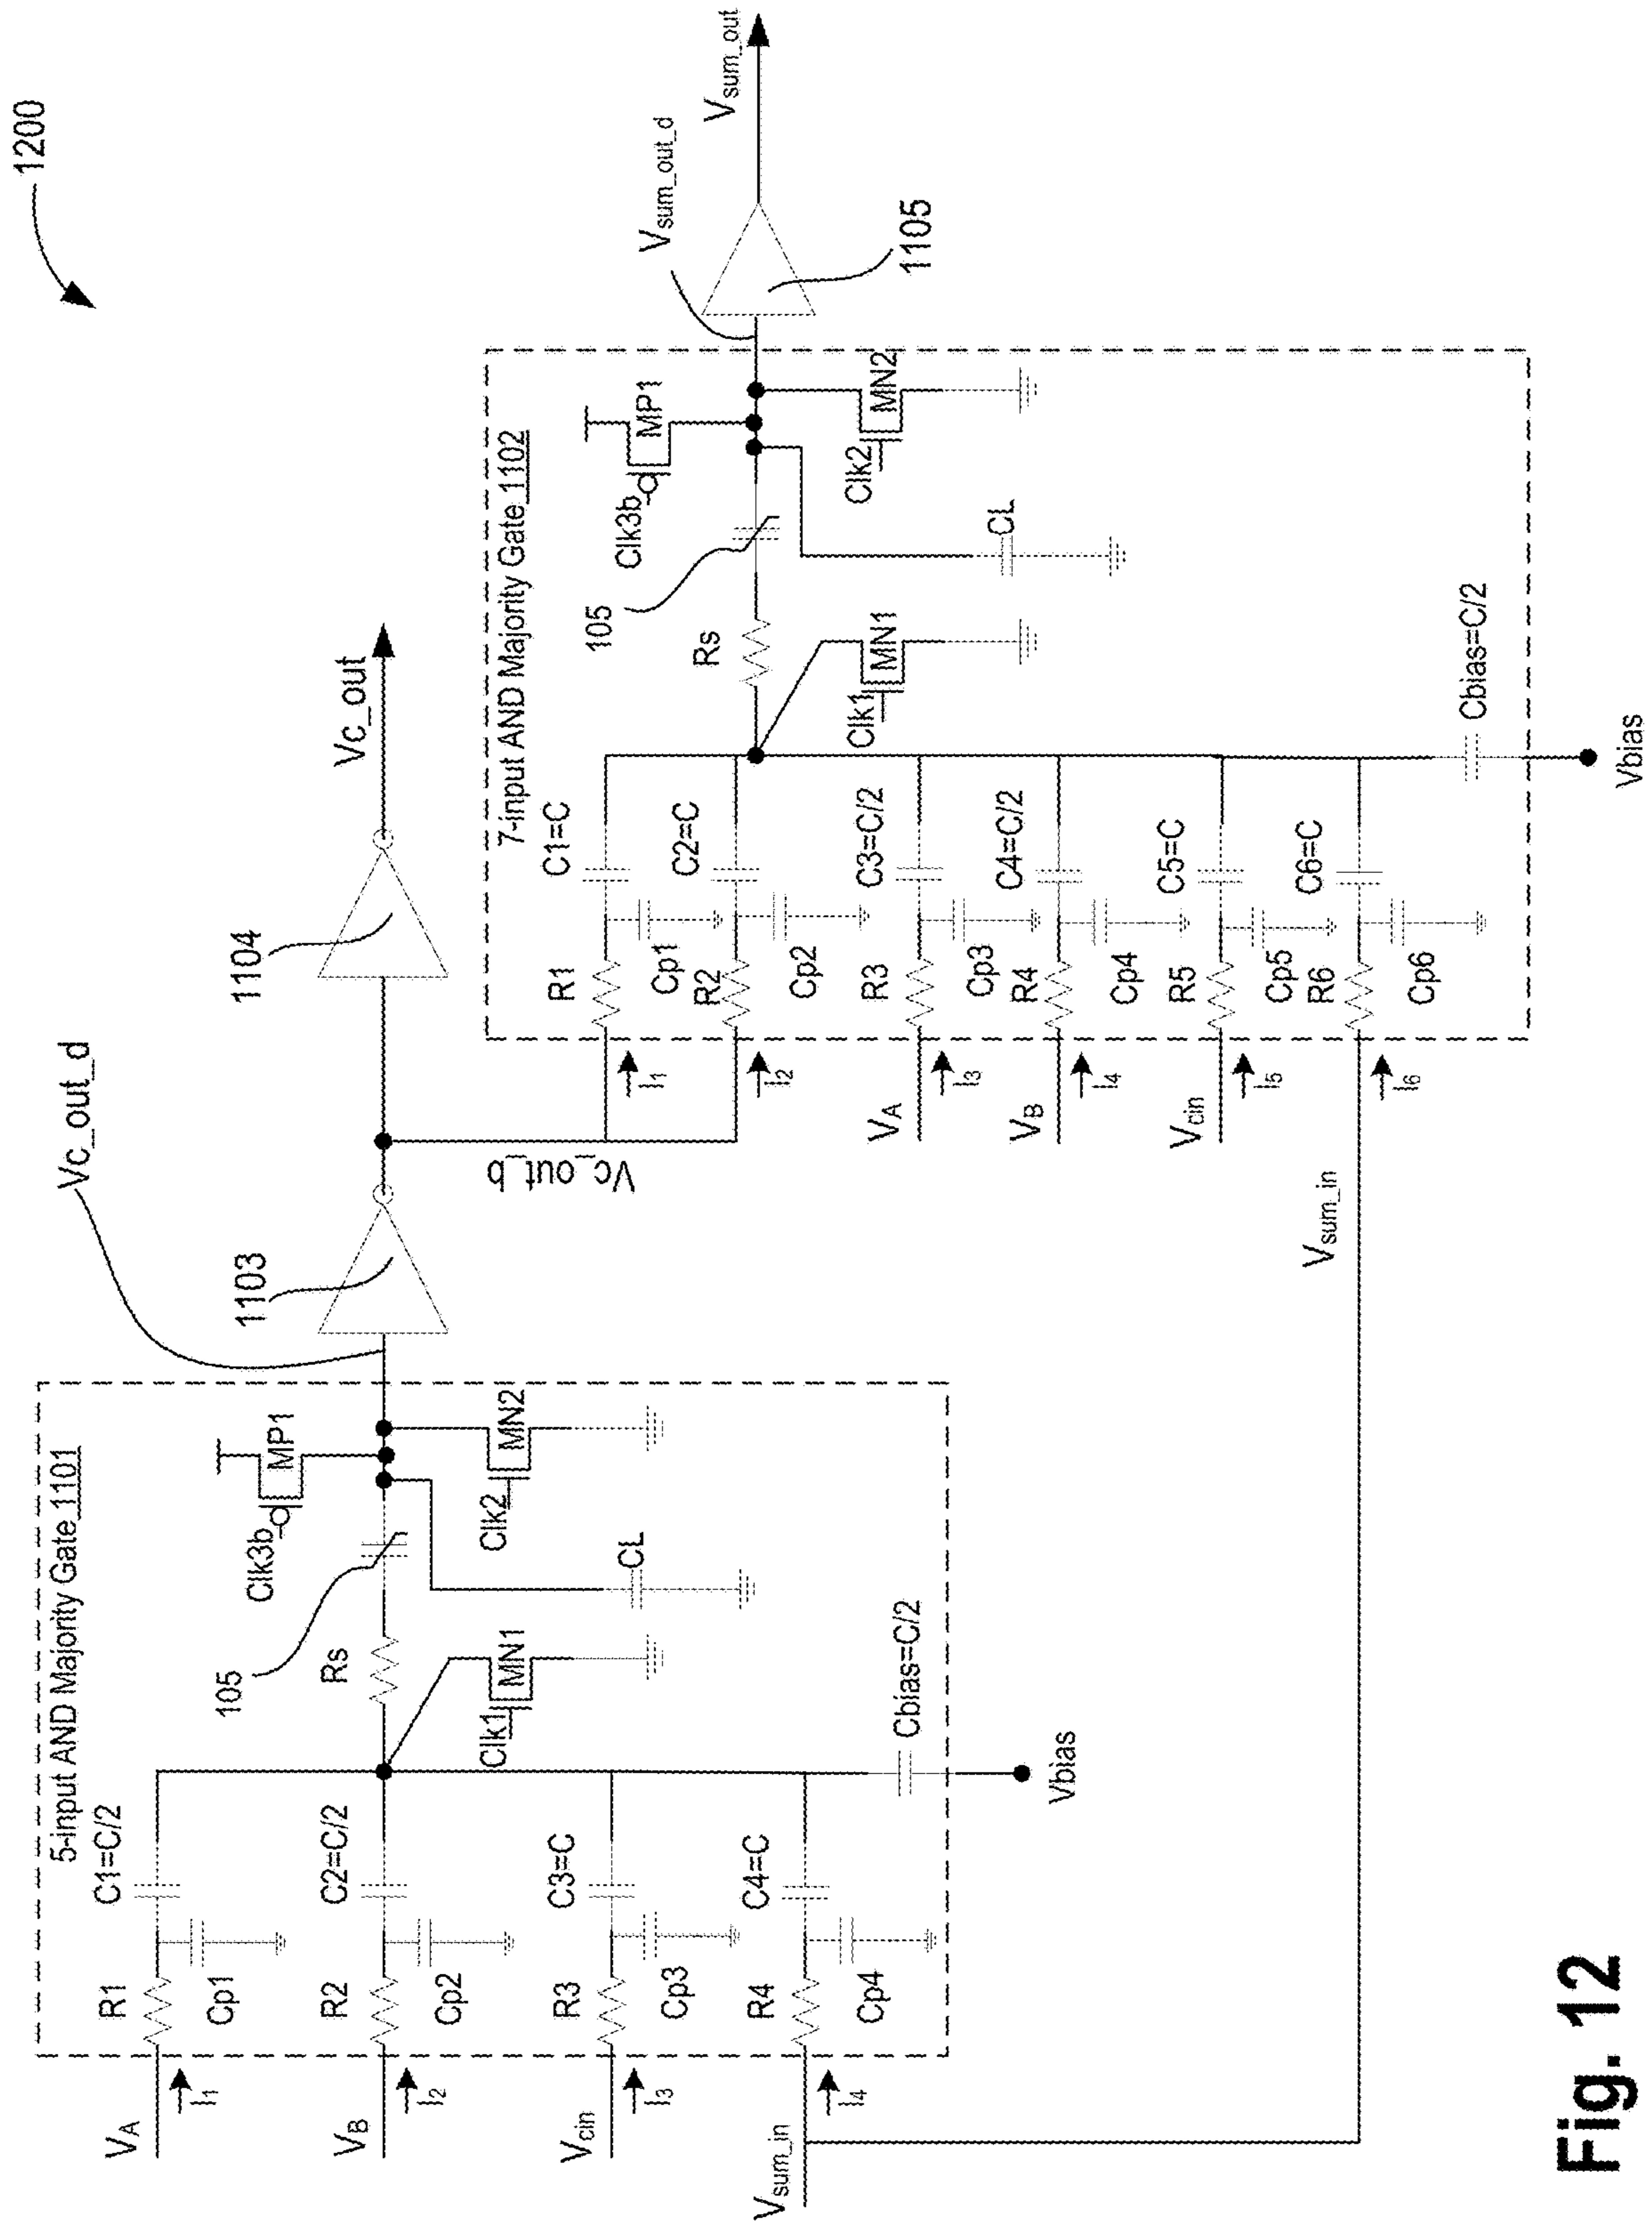 1200
5-input AND Majority Gate 1101
VA
I1
R1
Cp1
C1=C/2
VB
I2
R2
Cp2
C2=C/2
Vcin
I3
R3
Cp3
C3=C
Vsum_in
I4
R4
Cp4
C4=C
Cbias=C/2
Vbias
Clk1
MN1
Rs
105
CL
Clk3b
MP1
Clk2
MN2
Vc_out_d
1103
Vc_out_b
1104
Vc_out
7-input AND Majority Gate 1102
I1
R1
Cp1
C1=C
I2
R2
Cp2
C2=C
VA
I3
R3
Cp3
C3=C/2
VB
I4
R4
Cp4
C4=C/2
Vcin
I5
R5
Cp5
C5=C
Vsum_in
I6
R6
Cp6
C6=C
Cbias=C/2
Vbias
Clk1
MN1
Rs
105
CL
Clk3b
MP1
Clk2
MN2
Vsum_out_d
1105
Vsum_out
Fig. 12